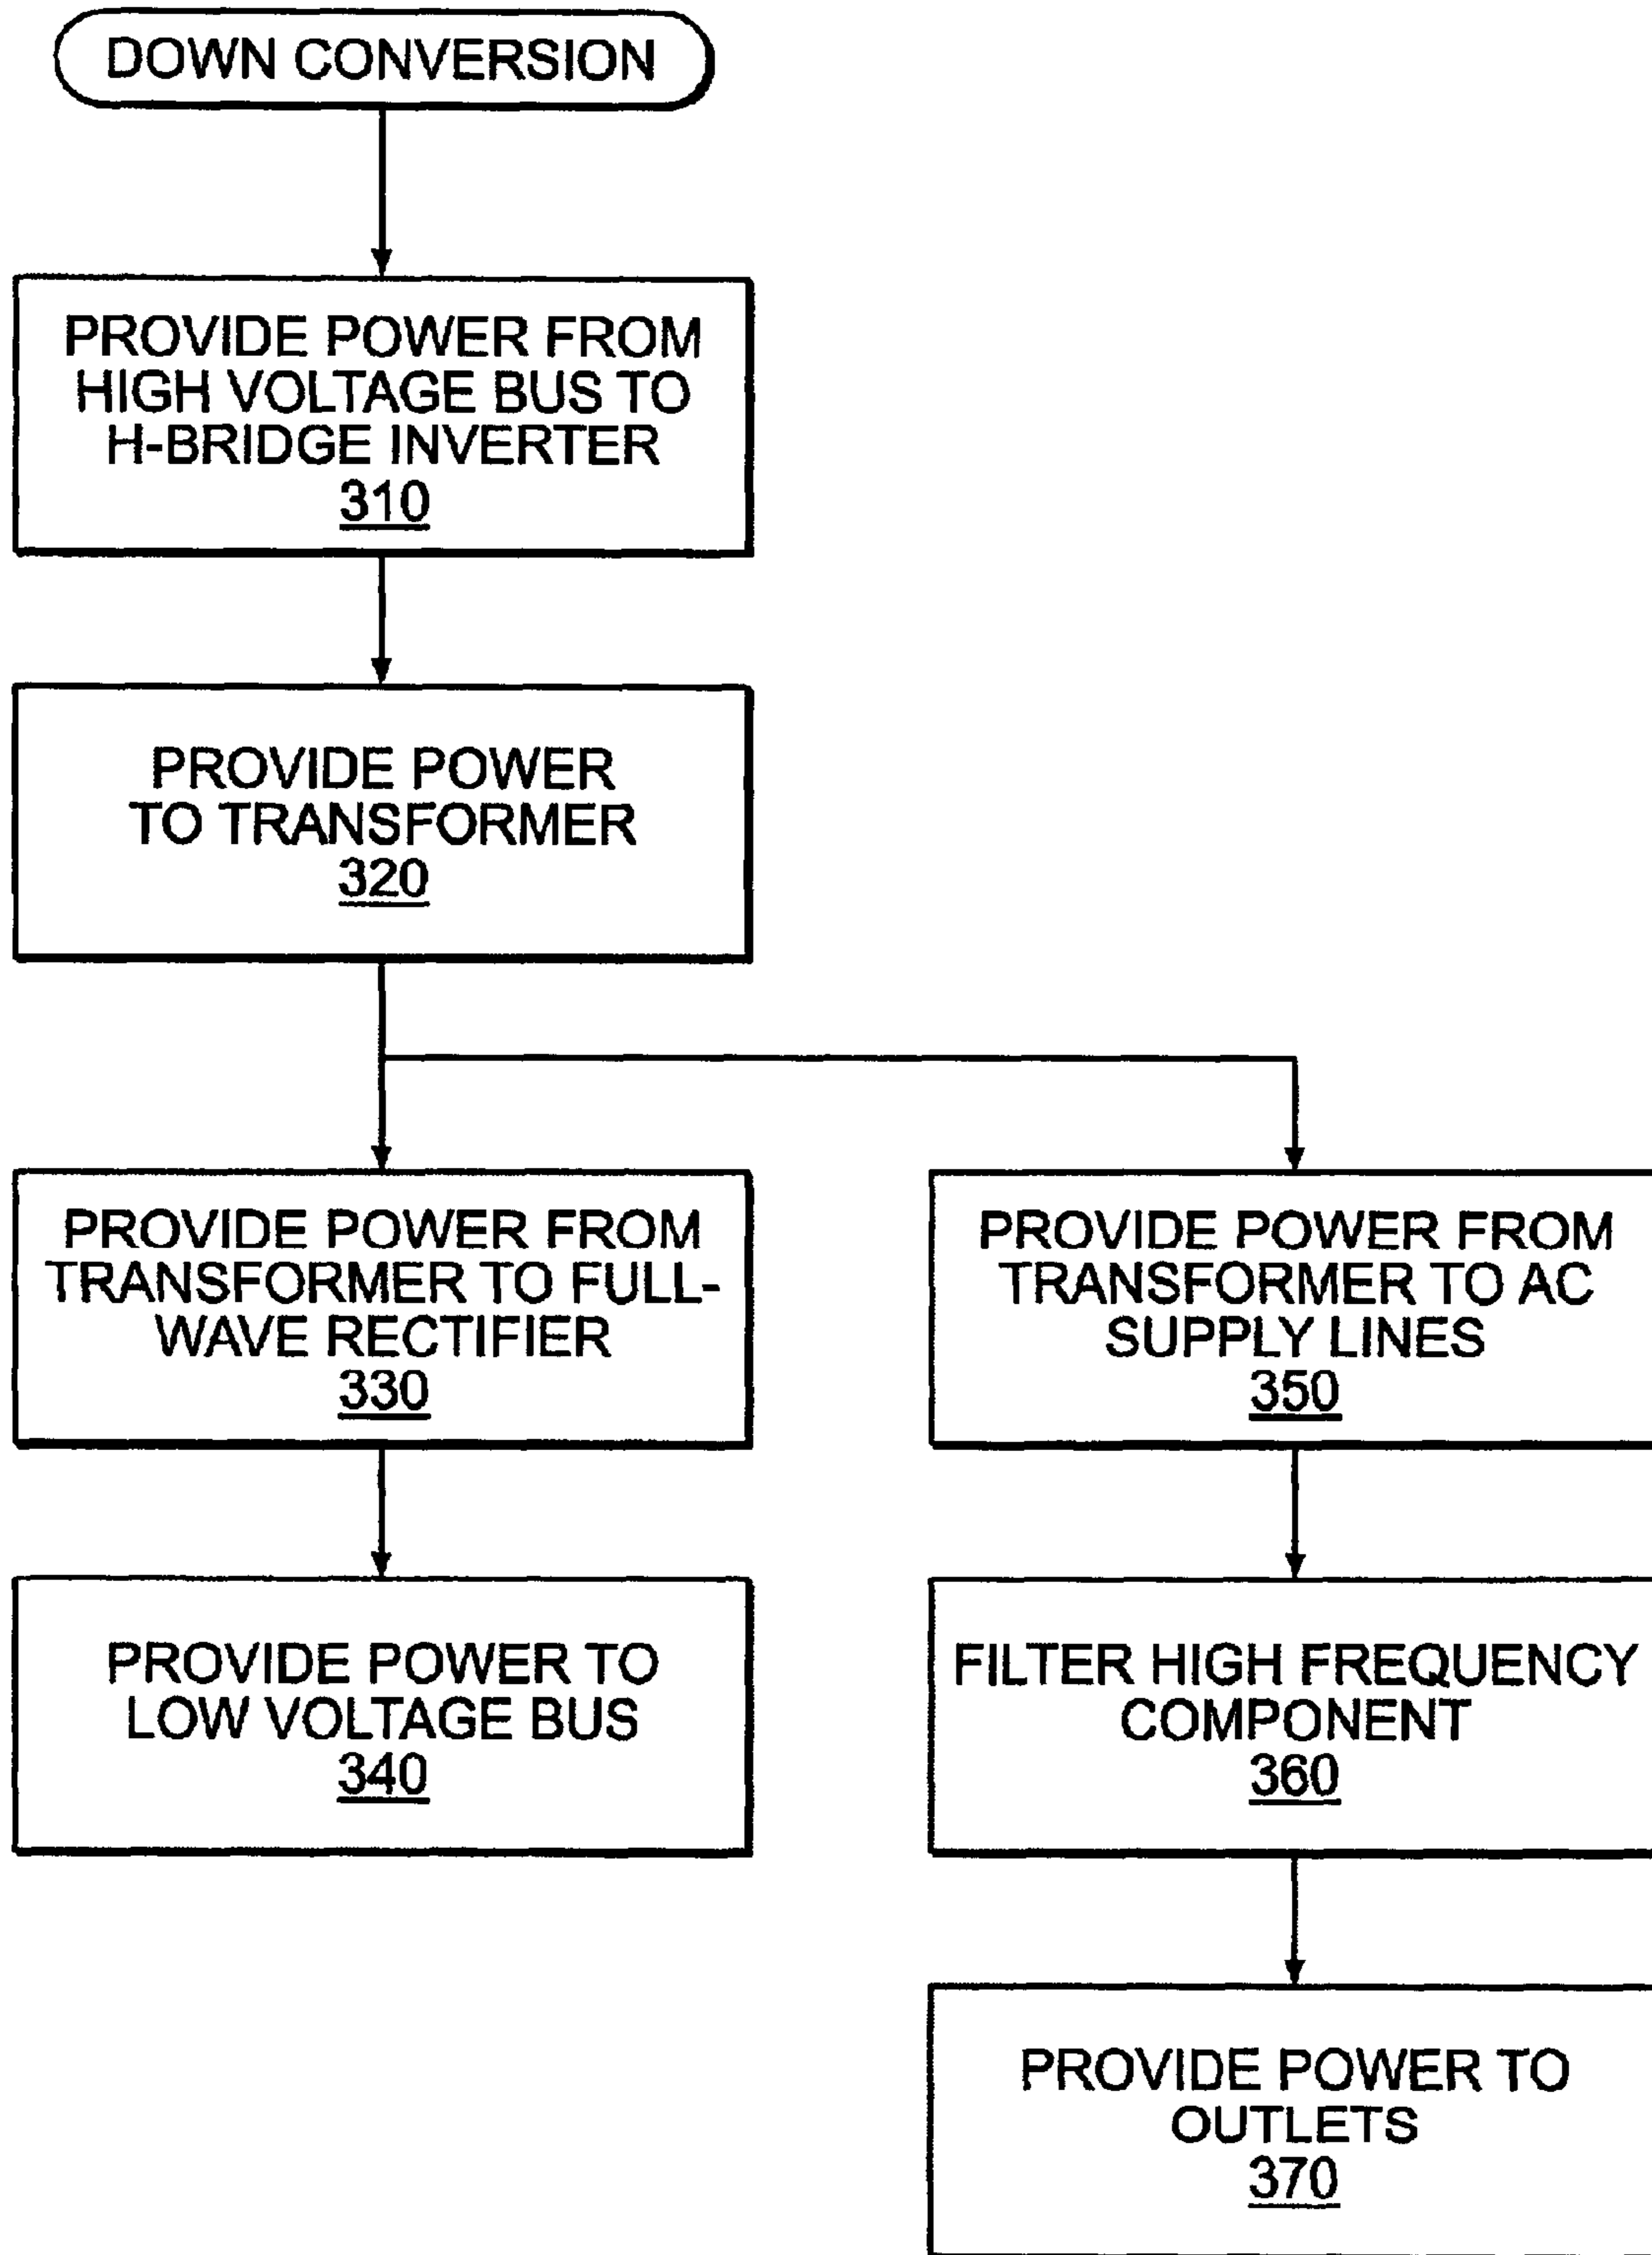 DOWN CONVERSION
PROVIDE POWER FROM
HIGH VOLTAGE BUS TO
H-BRIDGE INVERTER
310
PROVIDE POWER
TO TRANSFORMER
320
PROVIDE POWER FROM
TRANSFORMER TO FULL-
WAVE RECTIFIER
330
PROVIDE POWER TO
LOW VOLTAGE BUS
340
PROVIDE POWER FROM
TRANSFORMER TO AC
SUPPLY LINES
350
FILTER HIGH FREQUENCY
COMPONENT
360
PROVIDE POWER TO
OUTLETS
370